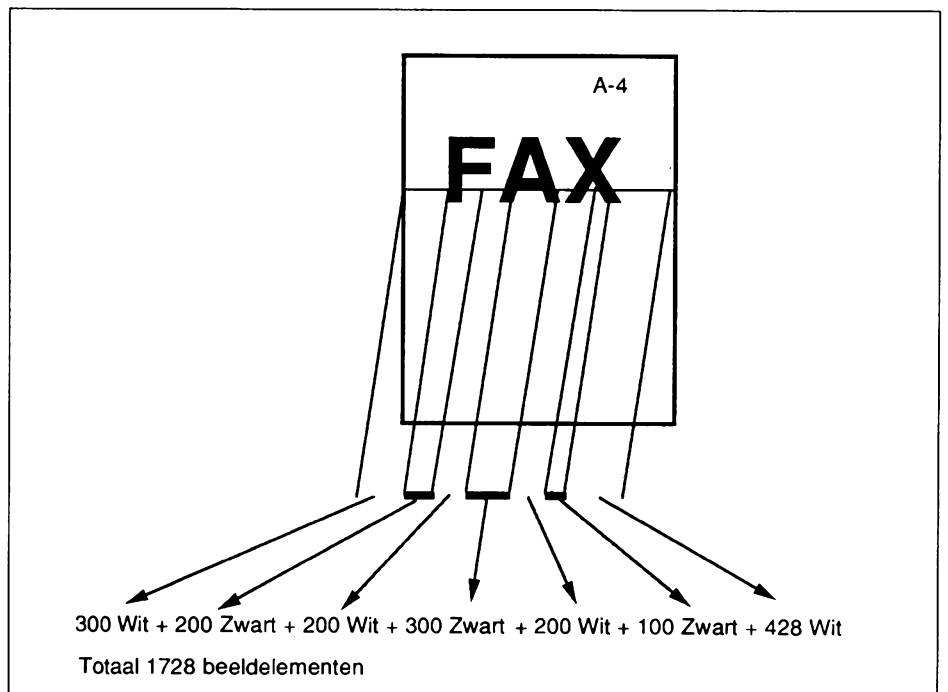 A-4
FAX
300 Wit + 200 Zwart + 200 Wit + 300 Zwart + 200 Wit + 100 Zwart + 428 Wit
Totaal 1728 beeldelementen